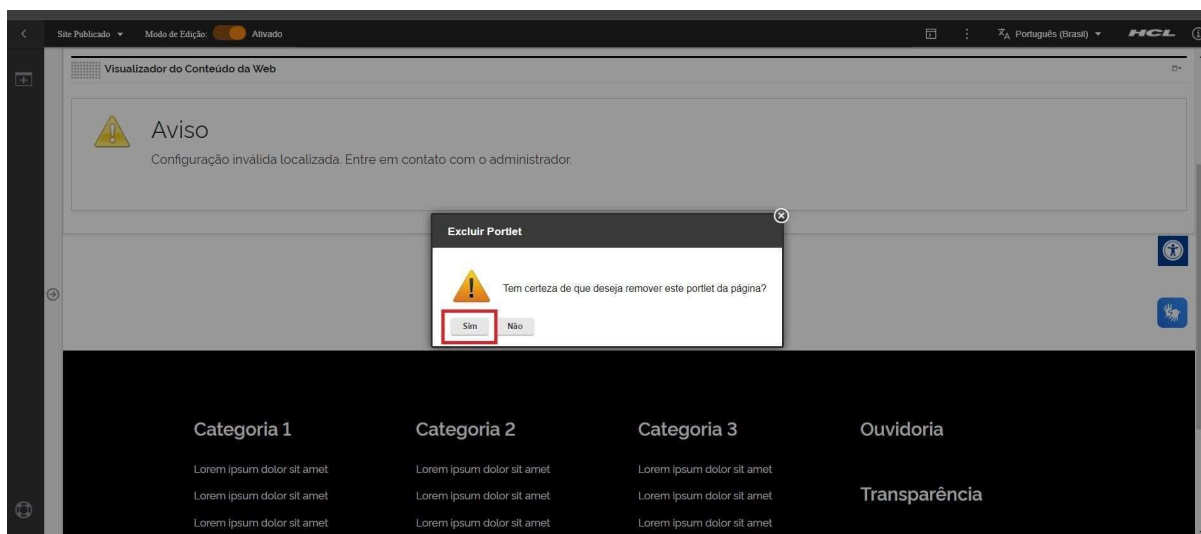 Site Publicado
Modo de Edição:
Ativado
Português (Brasil)
HCL
Visualizador do Conteúdo da Web
Aviso
Configuração inválida localizada. Entre em contato com o administrador.
Excluir Portlet
Tem certeza de que deseja remover este portlet da página?
Sim
Não
Categoria 1
Categoria 2
Categoria 3
Ouvidoria
Lorem ipsum dolor sit amet
Lorem ipsum dolor sit amet
Lorem ipsum dolor sit amet
Lorem ipsum dolor sit amet
Lorem ipsum dolor sit amet
Lorem ipsum dolor sit amet
Transparência
Lorem ipsum dolor sit amet
Lorem ipsum dolor sit amet
Lorem ipsum dolor sit amet